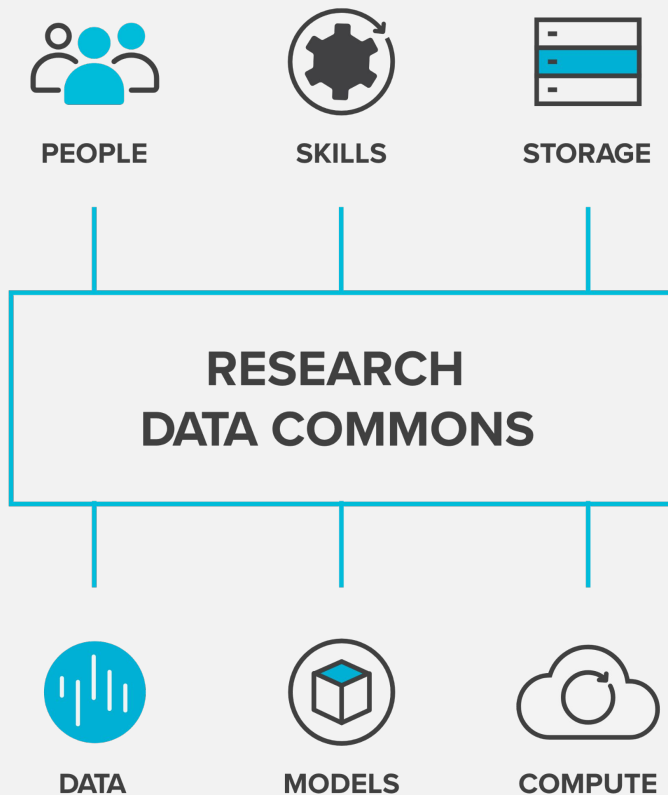 PEOPLE
SKILLS
STORAGE
RESEARCH
DATA COMMONS
DATA
MODELS
COMPUTE